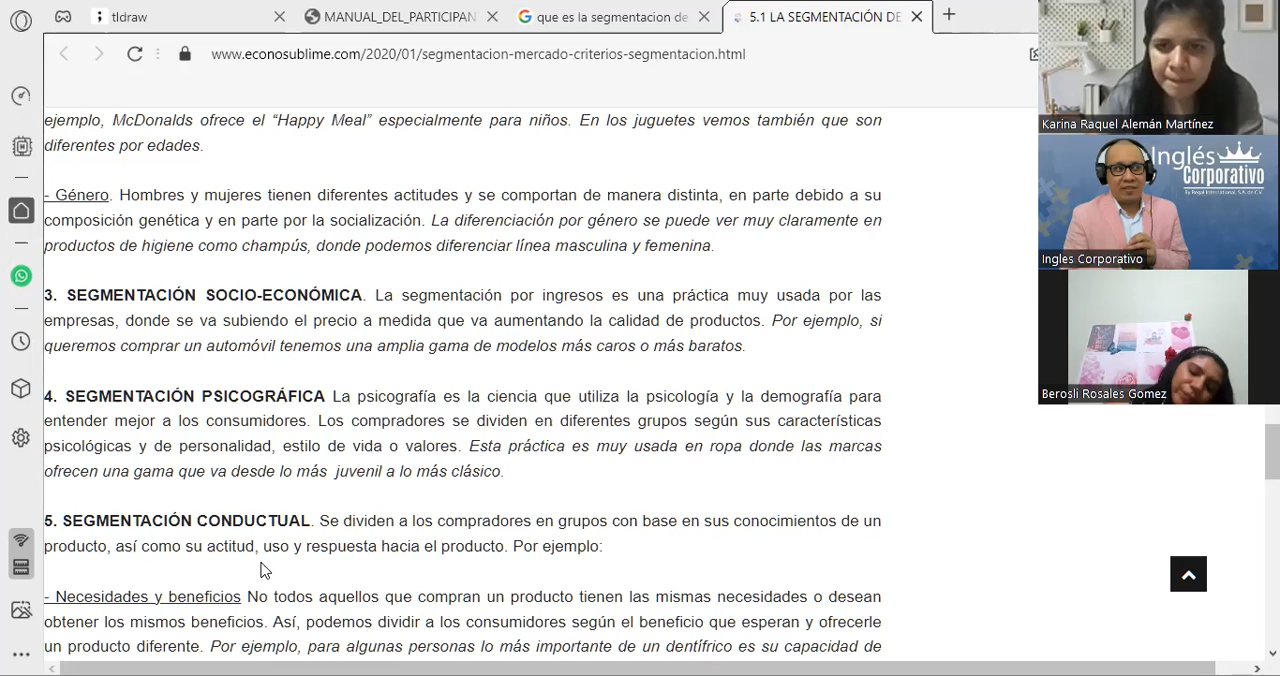 tldraw
MANUAL_DEL_PARTICIPAN
que es la segmentacion de
5.1 LA SEGMENTACIÓN DE
www.econosublime.com/2020/01/segmentacion-mercado-criterios-segmentacion.html
ejemplo, McDonalds ofrece el “Happy Meal” especialmente para niños. En los juguetes vemos también que son
diferentes por edades.
- Género. Hombres y mujeres tienen diferentes actitudes y se comportan de manera distinta, en parte debido a su
composición genética y en parte por la socialización. La diferenciación por género se puede ver muy claramente en
productos de higiene como champús, donde podemos diferenciar línea masculina y femenina.
3. SEGMENTACIÓN SOCIO-ECONÓMICA. La segmentación por ingresos es una práctica muy usada por las
empresas, donde se va subiendo el precio a medida que va aumentando la calidad de productos. Por ejemplo, si
queremos comprar un automóvil tenemos una amplia gama de modelos más caros o más baratos.
4. SEGMENTACIÓN PSICOGRÁFICA La psicografía es la ciencia que utiliza la psicología y la demografía para
entender mejor a los consumidores. Los compradores se dividen en diferentes grupos según sus características
psicológicas y de personalidad, estilo de vida o valores. Esta práctica es muy usada en ropa donde las marcas
ofrecen una gama que va desde lo más juvenil a lo más clásico.
5. SEGMENTACIÓN CONDUCTUAL. Se dividen a los compradores en grupos con base en sus conocimientos de un
producto, así como su actitud, uso y respuesta hacia el producto. Por ejemplo:
- Necesidades y beneficios No todos aquellos que compran un producto tienen las mismas necesidades o desean
obtener los mismos beneficios. Así, podemos dividir a los consumidores según el beneficio que esperan y ofrecerle
un producto diferente. Por ejemplo, para algunas personas lo más importante de un dentífrico es su capacidad de
Karina Raquel Alemán Martínez
Inglés
Corporativo
By Regal International, S.A. de C.V.
Ingles Corporativo
Berosli Rosales Gomez